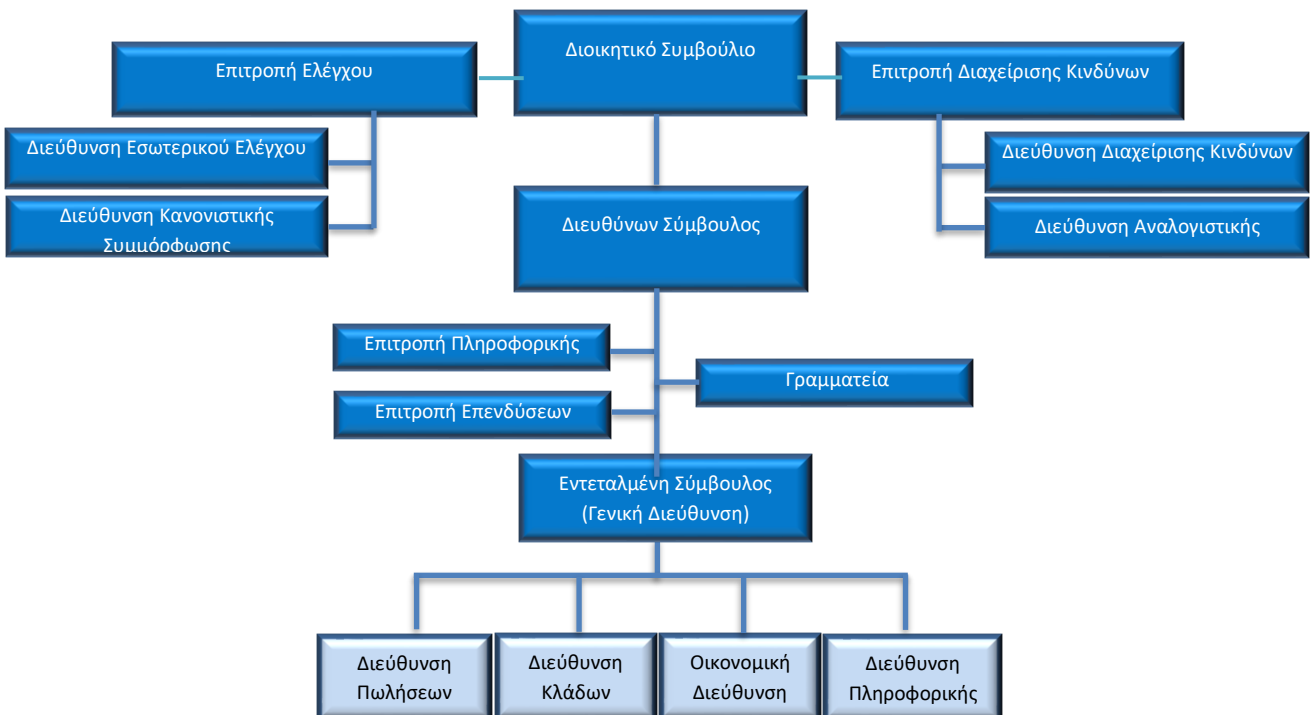 Διοικητικό Συμβούλιο
Επιτροπή Ελέγχου
Επιτροπή Διαχείρισης Κινδύνων
Διεύθυνση Εσωτερικού Ελέγχου
Διεύθυνση Κανονιστικής
Συμμόρφωσης
Διεύθυνση Διαχείρισης Κινδύνων
Διεύθυνση Αναλογιστικής
Διευθύνων Σύμβουλος
Επιτροπή Πληροφορικής
Γραμματεία
Επιτροπή Επενδύσεων
Εντεταλμένη Σύμβουλος
(Γενική Διεύθυνση)
Διεύθυνση
Πωλήσεων
Διεύθυνση
Κλάδων
Οικονομική
Διεύθυνση
Διεύθυνση
Πληροφορικής